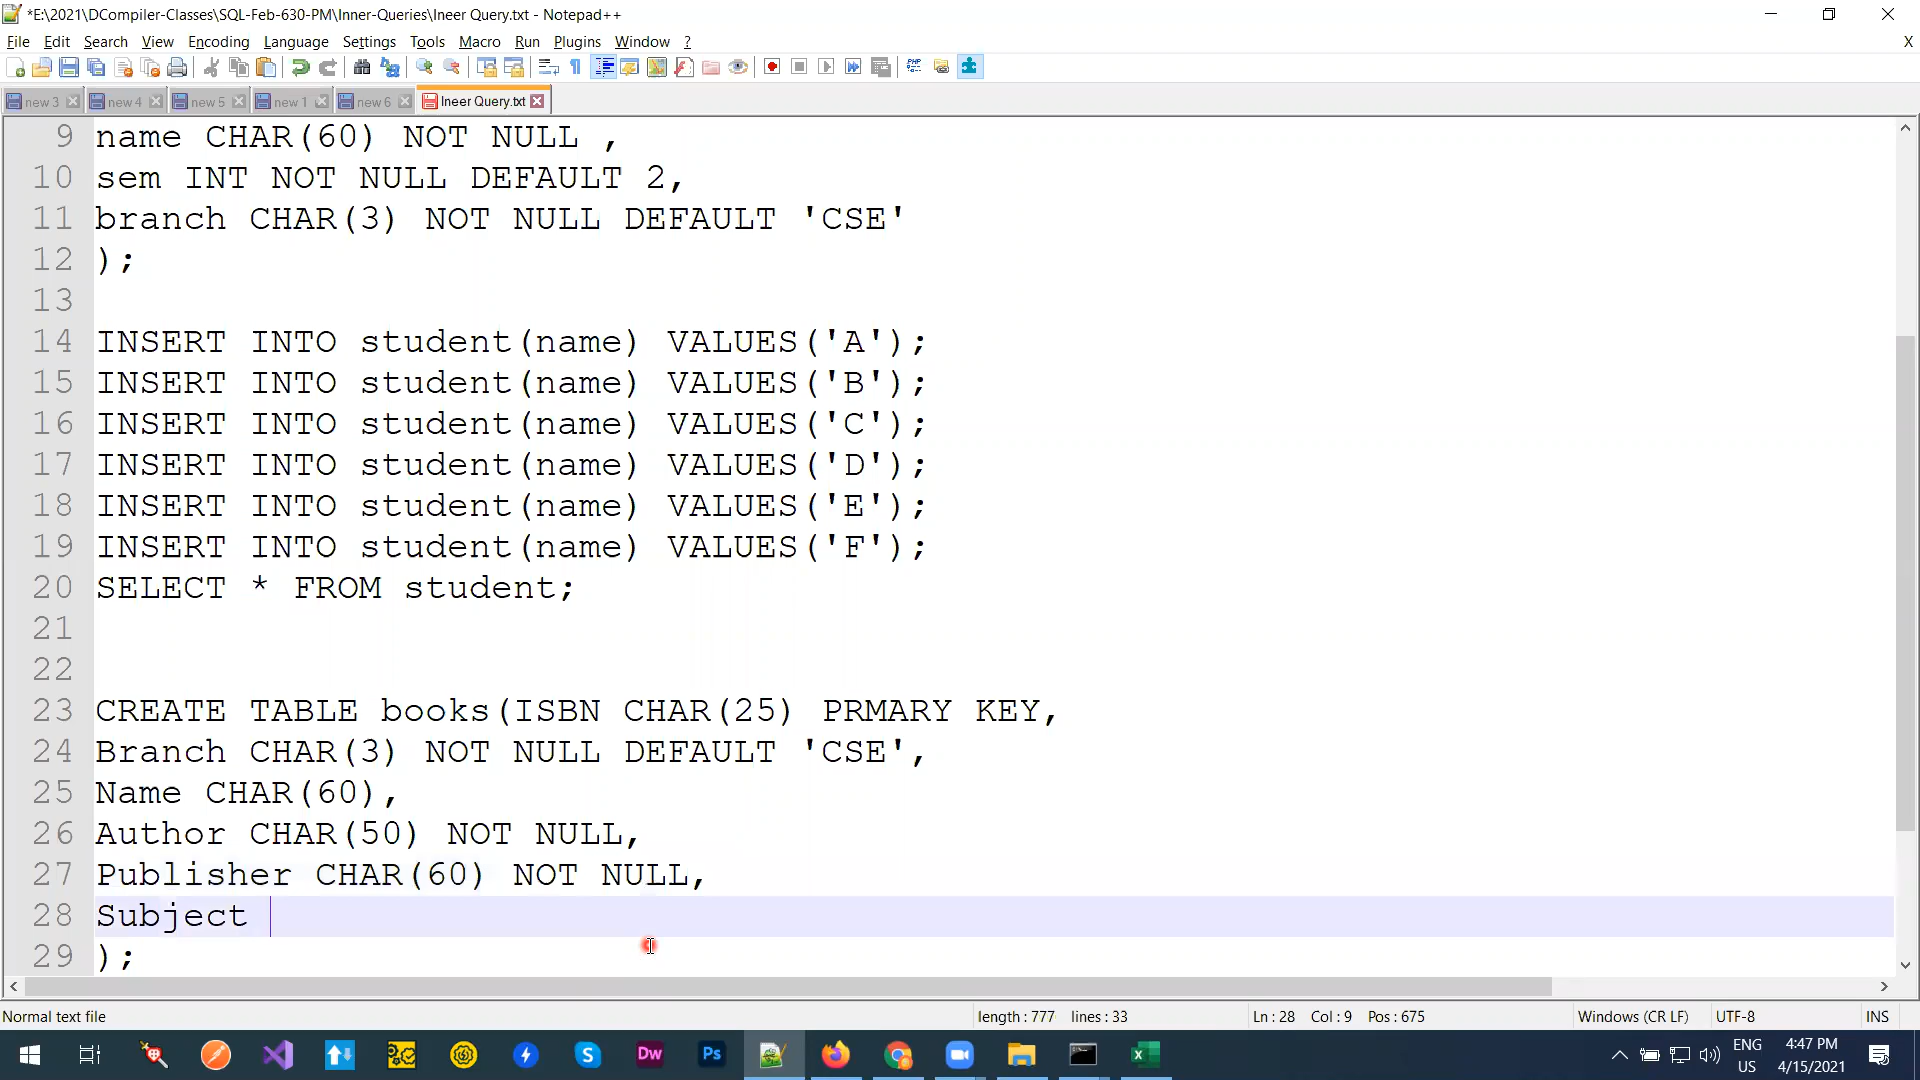 *E:\2021\DCompiler-Classes\SQL-Feb-630-PM\Inner-Queries\Ineer Query.txt - Notepad++
File Edit Search View Encoding Language Settings Tools Macro Run Plugins Window ? X
new 3 new 4 new 5 new 1 new 6 Ineer Query.txt
9 name CHAR(60) NOT NULL ,
10 sem INT NOT NULL DEFAULT 2,
11 branch CHAR(3) NOT NULL DEFAULT 'CSE'
12 );
13
14 INSERT INTO student(name) VALUES('A');
15 INSERT INTO student(name) VALUES('B');
16 INSERT INTO student(name) VALUES('C');
17 INSERT INTO student(name) VALUES('D');
18 INSERT INTO student(name) VALUES('E');
19 INSERT INTO student(name) VALUES('F');
20 SELECT * FROM student;
21
22
23 CREATE TABLE books(ISBN CHAR(25) PRMARY KEY,
24 Branch CHAR(3) NOT NULL DEFAULT 'CSE',
25 Name CHAR(60),
26 Author CHAR(50) NOT NULL,
27 Publisher CHAR(60) NOT NULL,
28 Subject
29 );
Normal text file length : 777 lines : 33 Ln : 28 Col : 9 Pos : 675 Windows (CR LF) UTF-8 INS
Dw Ps ENG 4:47 PM
US 4/15/2021